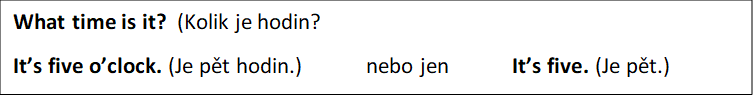 What time is it? (Kolik je hodin?
It’s five o’clock. (Je pět hodin.) nebo jen It’s five. (Je pět.)